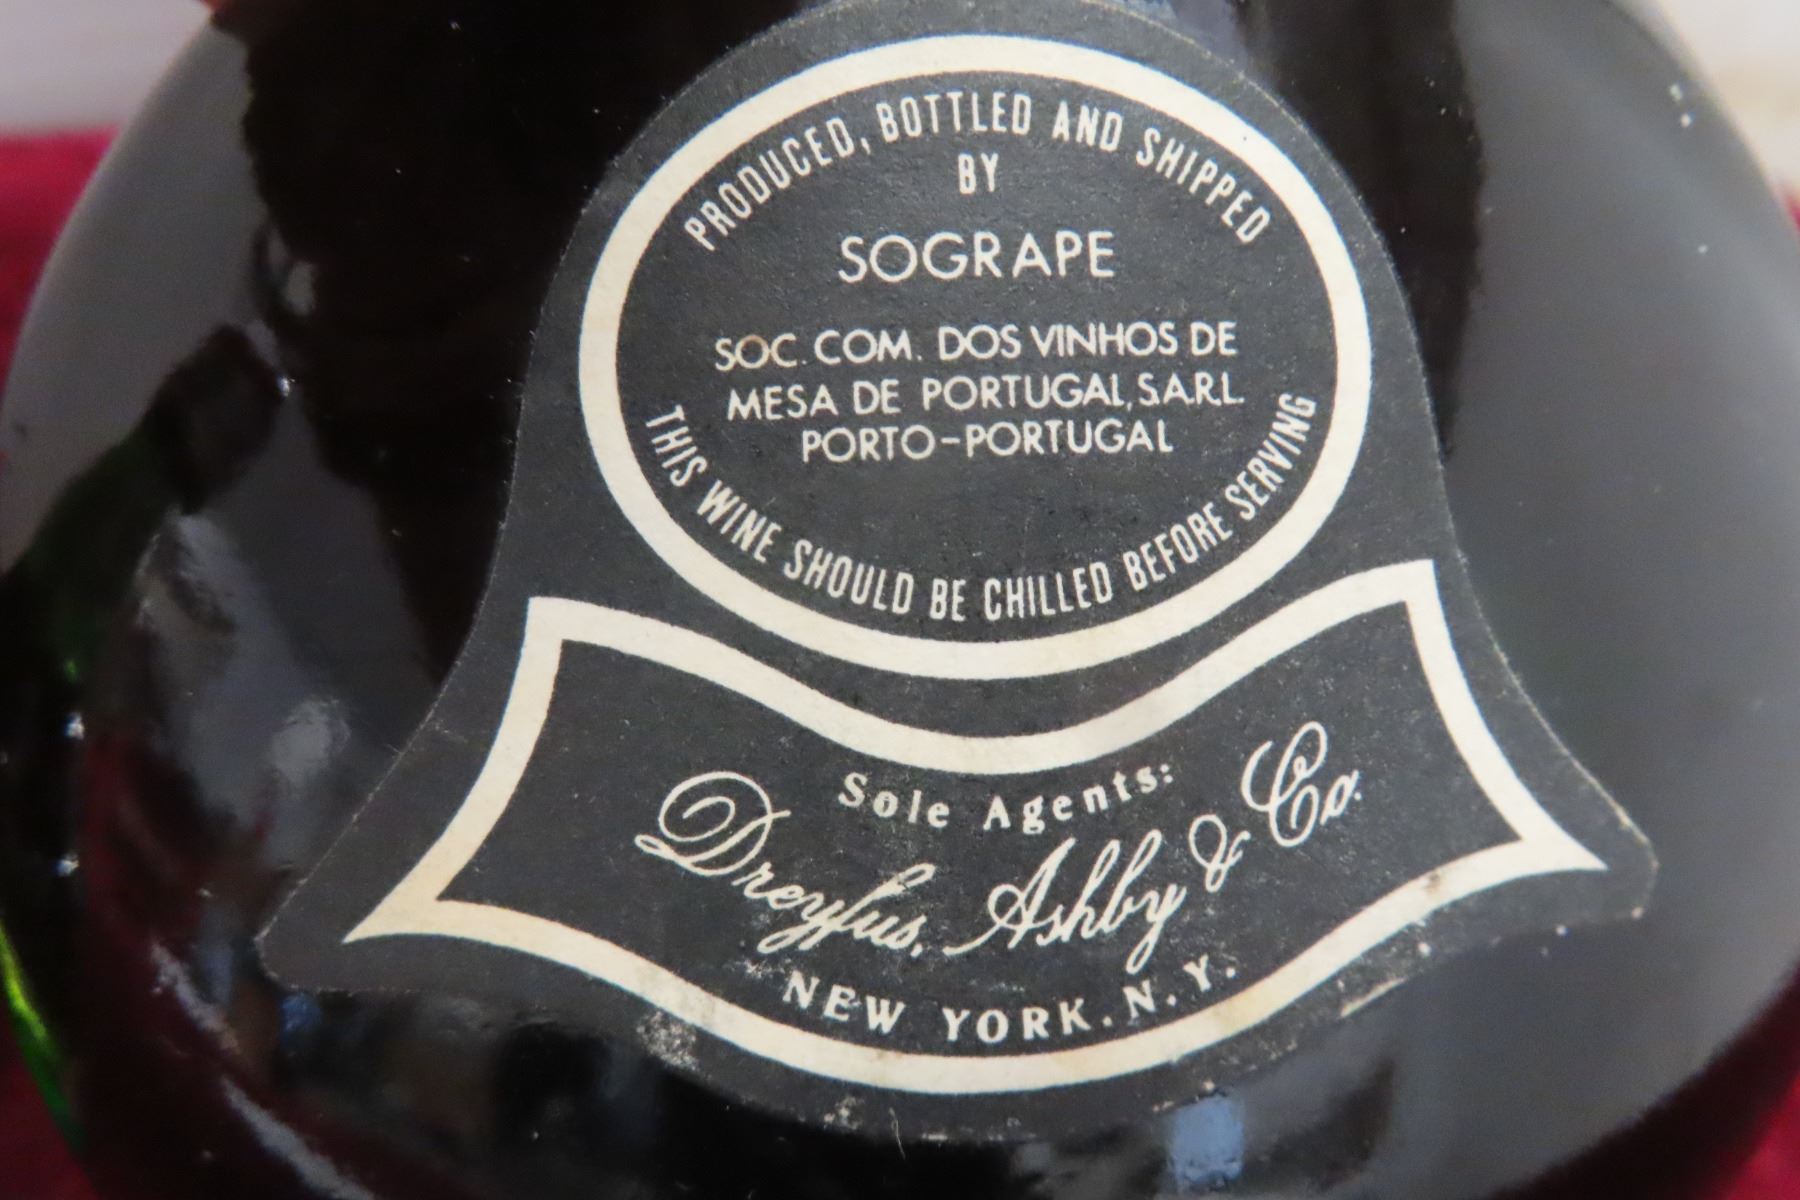 PRODUCED, BOTTLED AND SHIPPED
BY
SOGRAPE
SOC. COM. DOS VINHOS DE
MESA DE PORTUGAL, S.A.R.L.
PORTO-PORTUGAL
THIS WINE SHOULD BE CHILLED BEFORE SERVING
Sole Agents:
Dreyfus, Ashby & Co.
NEW YORK. N.Y.